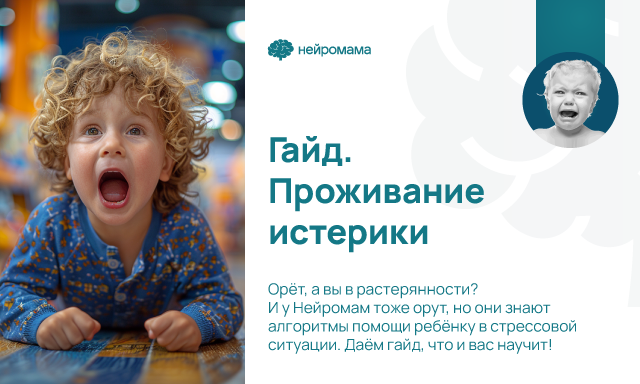 нейромама
Гайд.
Проживание
истерики
Орёт, а вы в растерянности?
И у Нейромам тоже орут, но они знают
алгоритмы помощи ребёнку в стрессовой
ситуации. Даём гайд, что и вас научит!